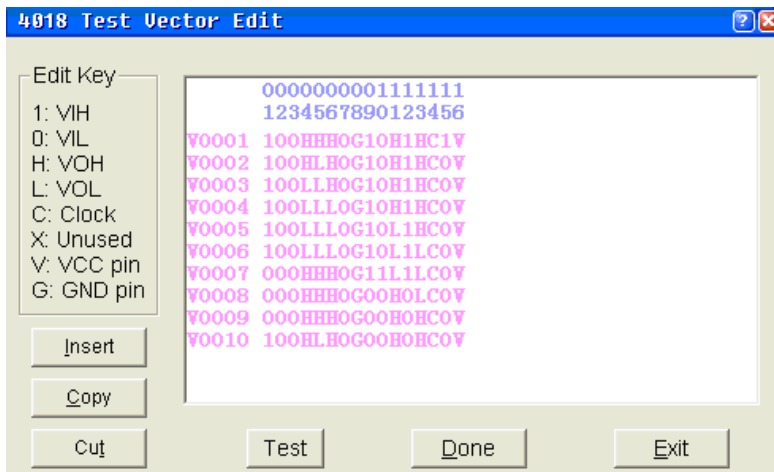 4018 Test Vector Edit
Edit Key
1: VIH
0: VIL
H: VOH
L: VOL
C: Clock
X: Unused
V: VCC pin
G: GND pin
Insert
Copy
Cut
0000000001111111
1234567890123456
V0001 100HHH0G10H1HC1V
V0002 100HLH0G10H1HC0V
V0003 100LLH0G10H1HC0V
V0004 100LLL0G10H1HC0V
V0005 100LLL0G10L1HC0V
V0006 100LLL0G10L1LC0V
V0007 000HHH0G11L1LC0V
V0008 000HHH0G00H0LC0V
V0009 000HHH0G00H0HC0V
V0010 100HLH0G00H0HC0V
Test
Done
Exit